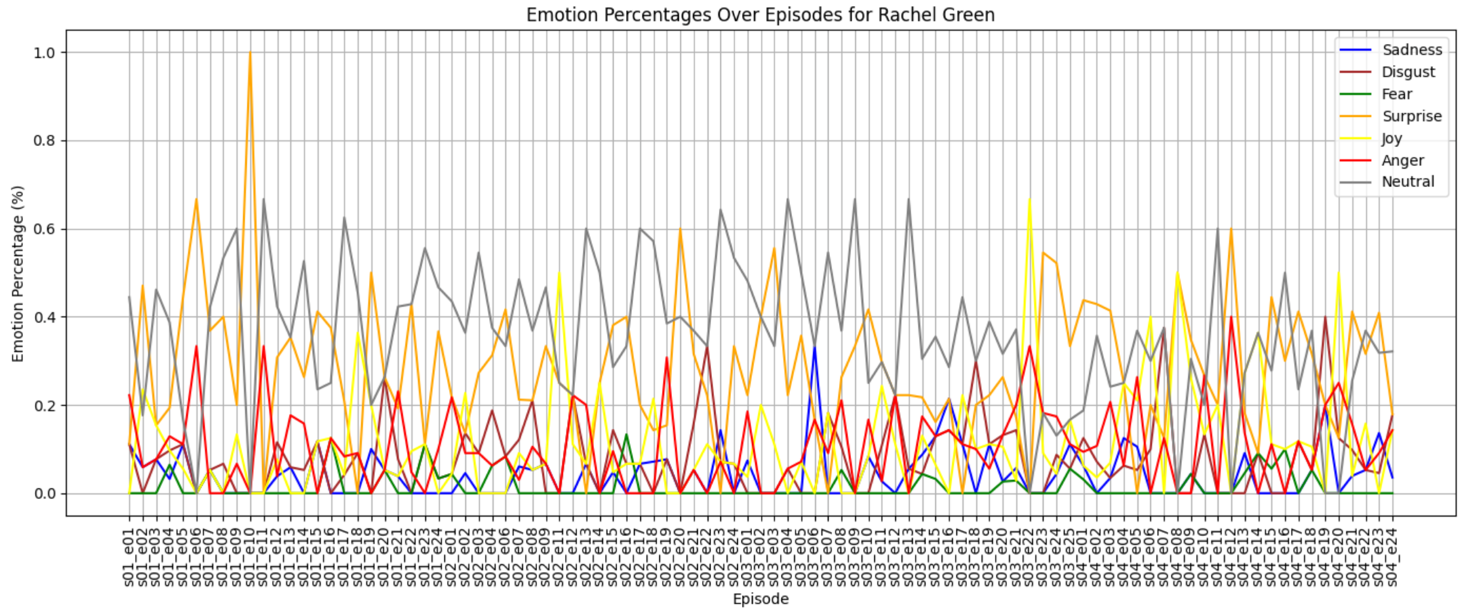 Emotion Percentages Over Episodes for Rachel Green
Emotion Percentage (%)
1.0
0.8
0.6
0.4
0.2
0.0
Sadness
Disgust
Fear
Surprise
Joy
Anger
Neutral
s01_e01
s01_e02
s01_e03
s01_e04
s01_e05
s01_e06
s01_e07
s01_e08
s01_e09
s01_e10
s01_e11
s01_e12
s01_e13
s01_e14
s01_e15
s01_e16
s01_e17
s01_e18
s01_e19
s01_e20
s01_e21
s01_e22
s01_e23
s01_e24
s02_e01
s02_e02
s02_e03
s02_e04
s02_e06
s02_e07
s02_e08
s02_e09
s02_e11
s02_e12
s02_e13
s02_e14
s02_e15
s02_e16
s02_e17
s02_e18
s02_e19
s02_e20
s02_e21
s02_e22
s02_e23
s02_e24
s03_e01
s03_e02
s03_e03
s03_e04
s03_e05
s03_e06
s03_e07
s03_e08
s03_e09
s03_e10
s03_e11
s03_e12
s03_e13
s03_e14
s03_e15
s03_e16
s03_e17
s03_e18
s03_e19
s03_e20
s03_e21
s03_e22
s03_e23
s03_e24
s03_e25
s04_e01
s04_e02
s04_e03
s04_e04
s04_e05
s04_e06
s04_e07
s04_e08
s04_e09
s04_e10
s04_e11
s04_e12
s04_e13
s04_e14
s04_e15
s04_e16
s04_e17
s04_e18
s04_e19
s04_e20
s04_e21
s04_e22
s04_e23
s04_e24
Episode